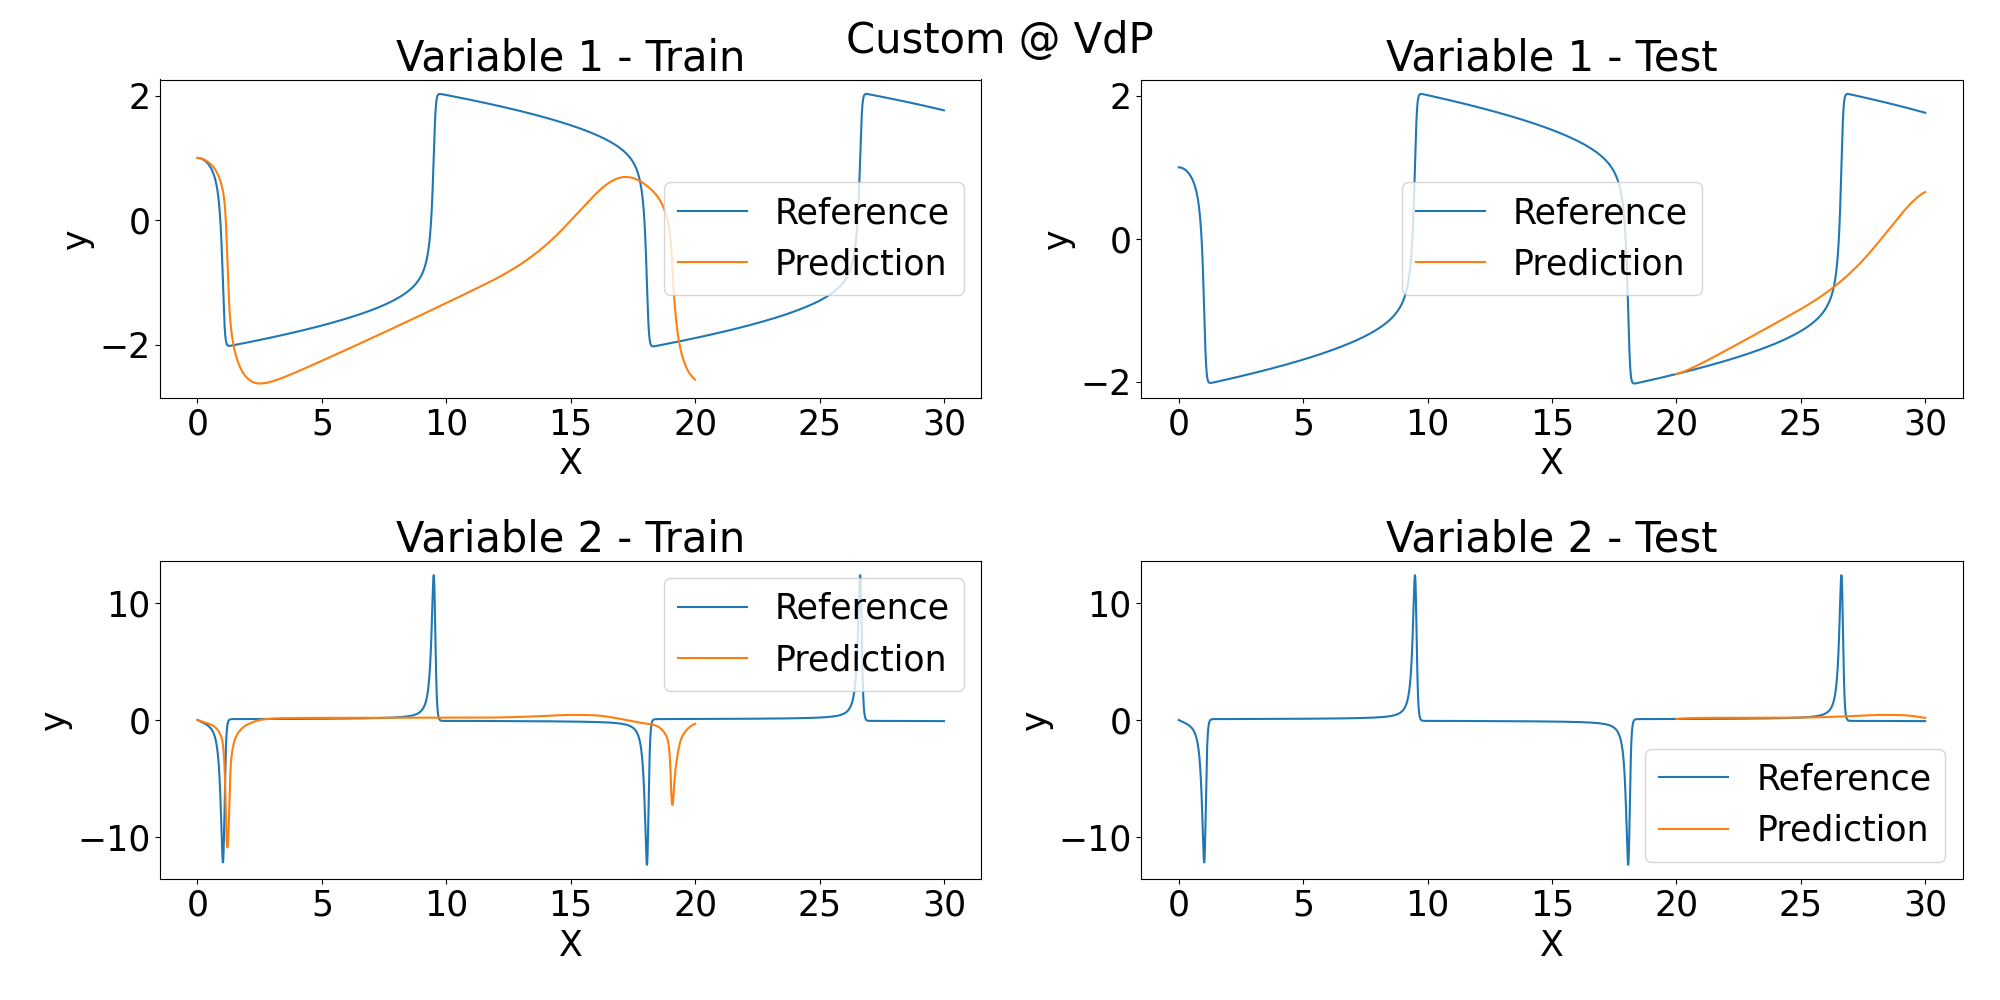 Custom @ VdP
Variable 1 - Train
2
0
−2
y
0 5 10 15 20 25 30
X
Reference
Prediction
Variable 1 - Test
2
0
−2
y
0 5 10 15 20 25 30
X
Reference
Prediction
Variable 2 - Train
10
0
−10
y
0 5 10 15 20 25 30
X
Reference
Prediction
Variable 2 - Test
10
0
−10
y
0 5 10 15 20 25 30
X
Reference
Prediction